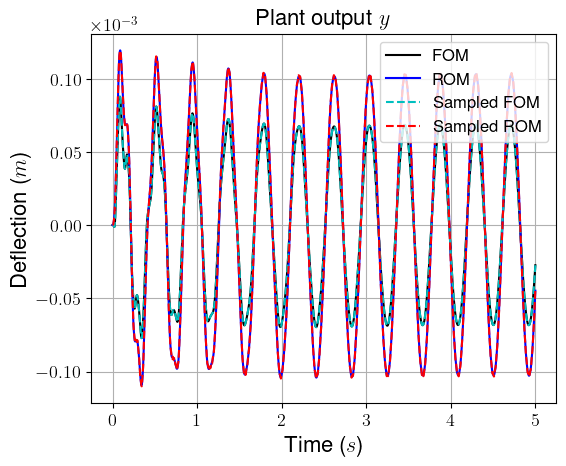 Plant output y
×10⁻³
0.10
0.05
0.00
−0.05
−0.10
Deflection (m)
FOM
ROM
Sampled FOM
Sampled ROM
0 1 2 3 4 5
Time (s)